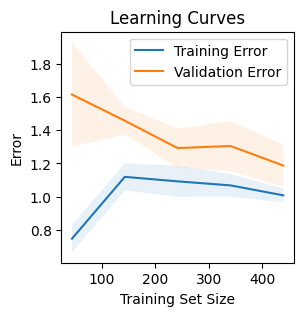 Learning Curves
Training Error
Validation Error
Error
1.8
1.6
1.4
1.2
1.0
0.8
100 200 300 400
Training Set Size